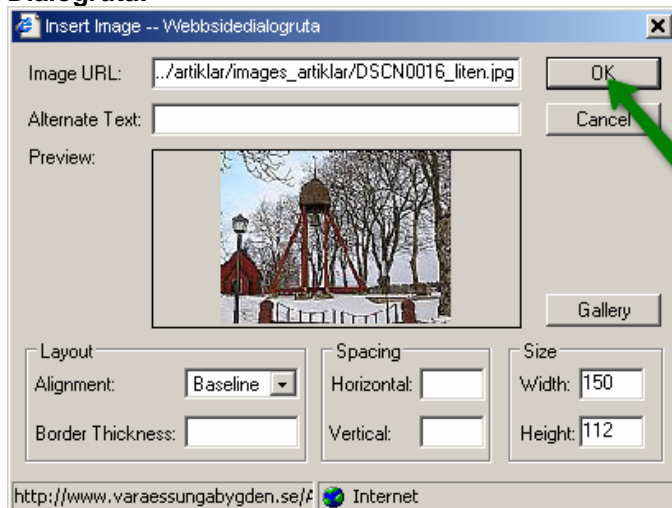 Dialogruta:
Insert Image -- Webbsidedialogruta
Image URL: ../artiklar/images_artiklar/DSCN0016_liten.jpg OK
Alternate Text: Cancel
Preview:
Gallery
Layout Spacing Size
Alignment: Baseline Horizontal: Width: 150
Border Thickness: Vertical: Height: 112
http://www.varaessungabygden.se/A Internet